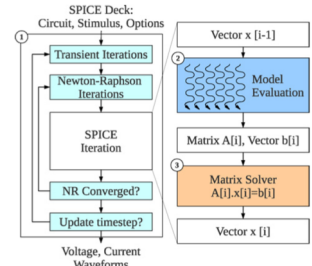 SPICE Deck:
Circuit, Stimulus, Options
1
Transient Iterations
Newton-Raphson
Iterations
SPICE
Iteration
NR Converged?
Update timestep?
Voltage, Current
Waveforms
Vector x [i-1]
2
Model
Evaluation
Matrix A[i], Vector b[i]
3
Matrix Solver
A[i].x[i]=b[i]
Vector x [i]